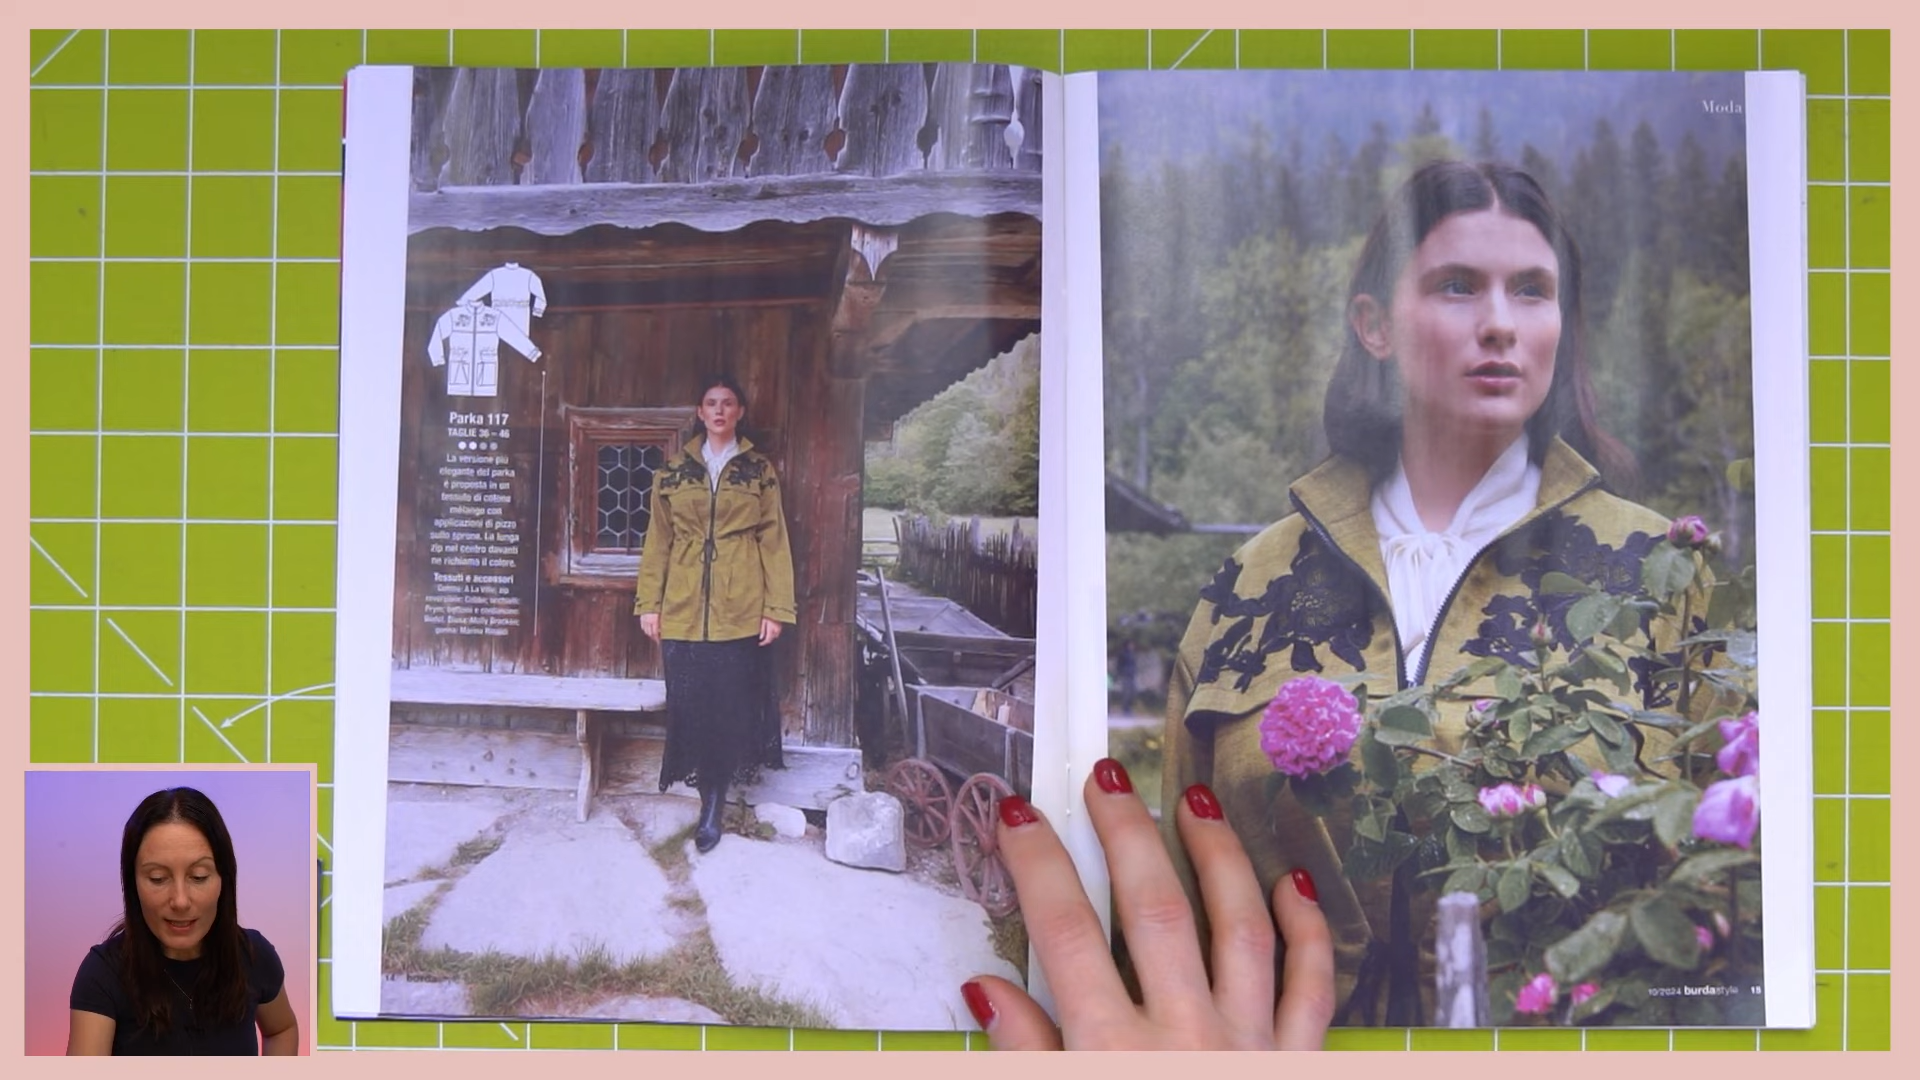 Moda
Parka 117
TAGLIE 36 – 46
La versione più
elegante del parka
è proposta in un
tessuto di cotone
mélange con
applicazioni di pizzo
sullo sprone. La lunga
zip nel centro davanti
ne richiama il colore.
Tessuti e accessori
14
10/2024 burdastyle 15